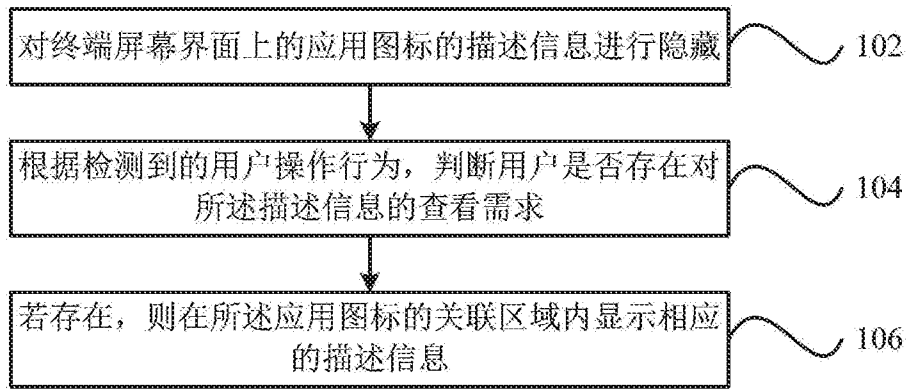 对终端屏幕界面上的应用图标的描述信息进行隐藏
102
根据检测到的用户操作行为，判断用户是否存在对
所述描述信息的查看需求
104
若存在，则在所述应用图标的关联区域内显示相应
的描述信息
106